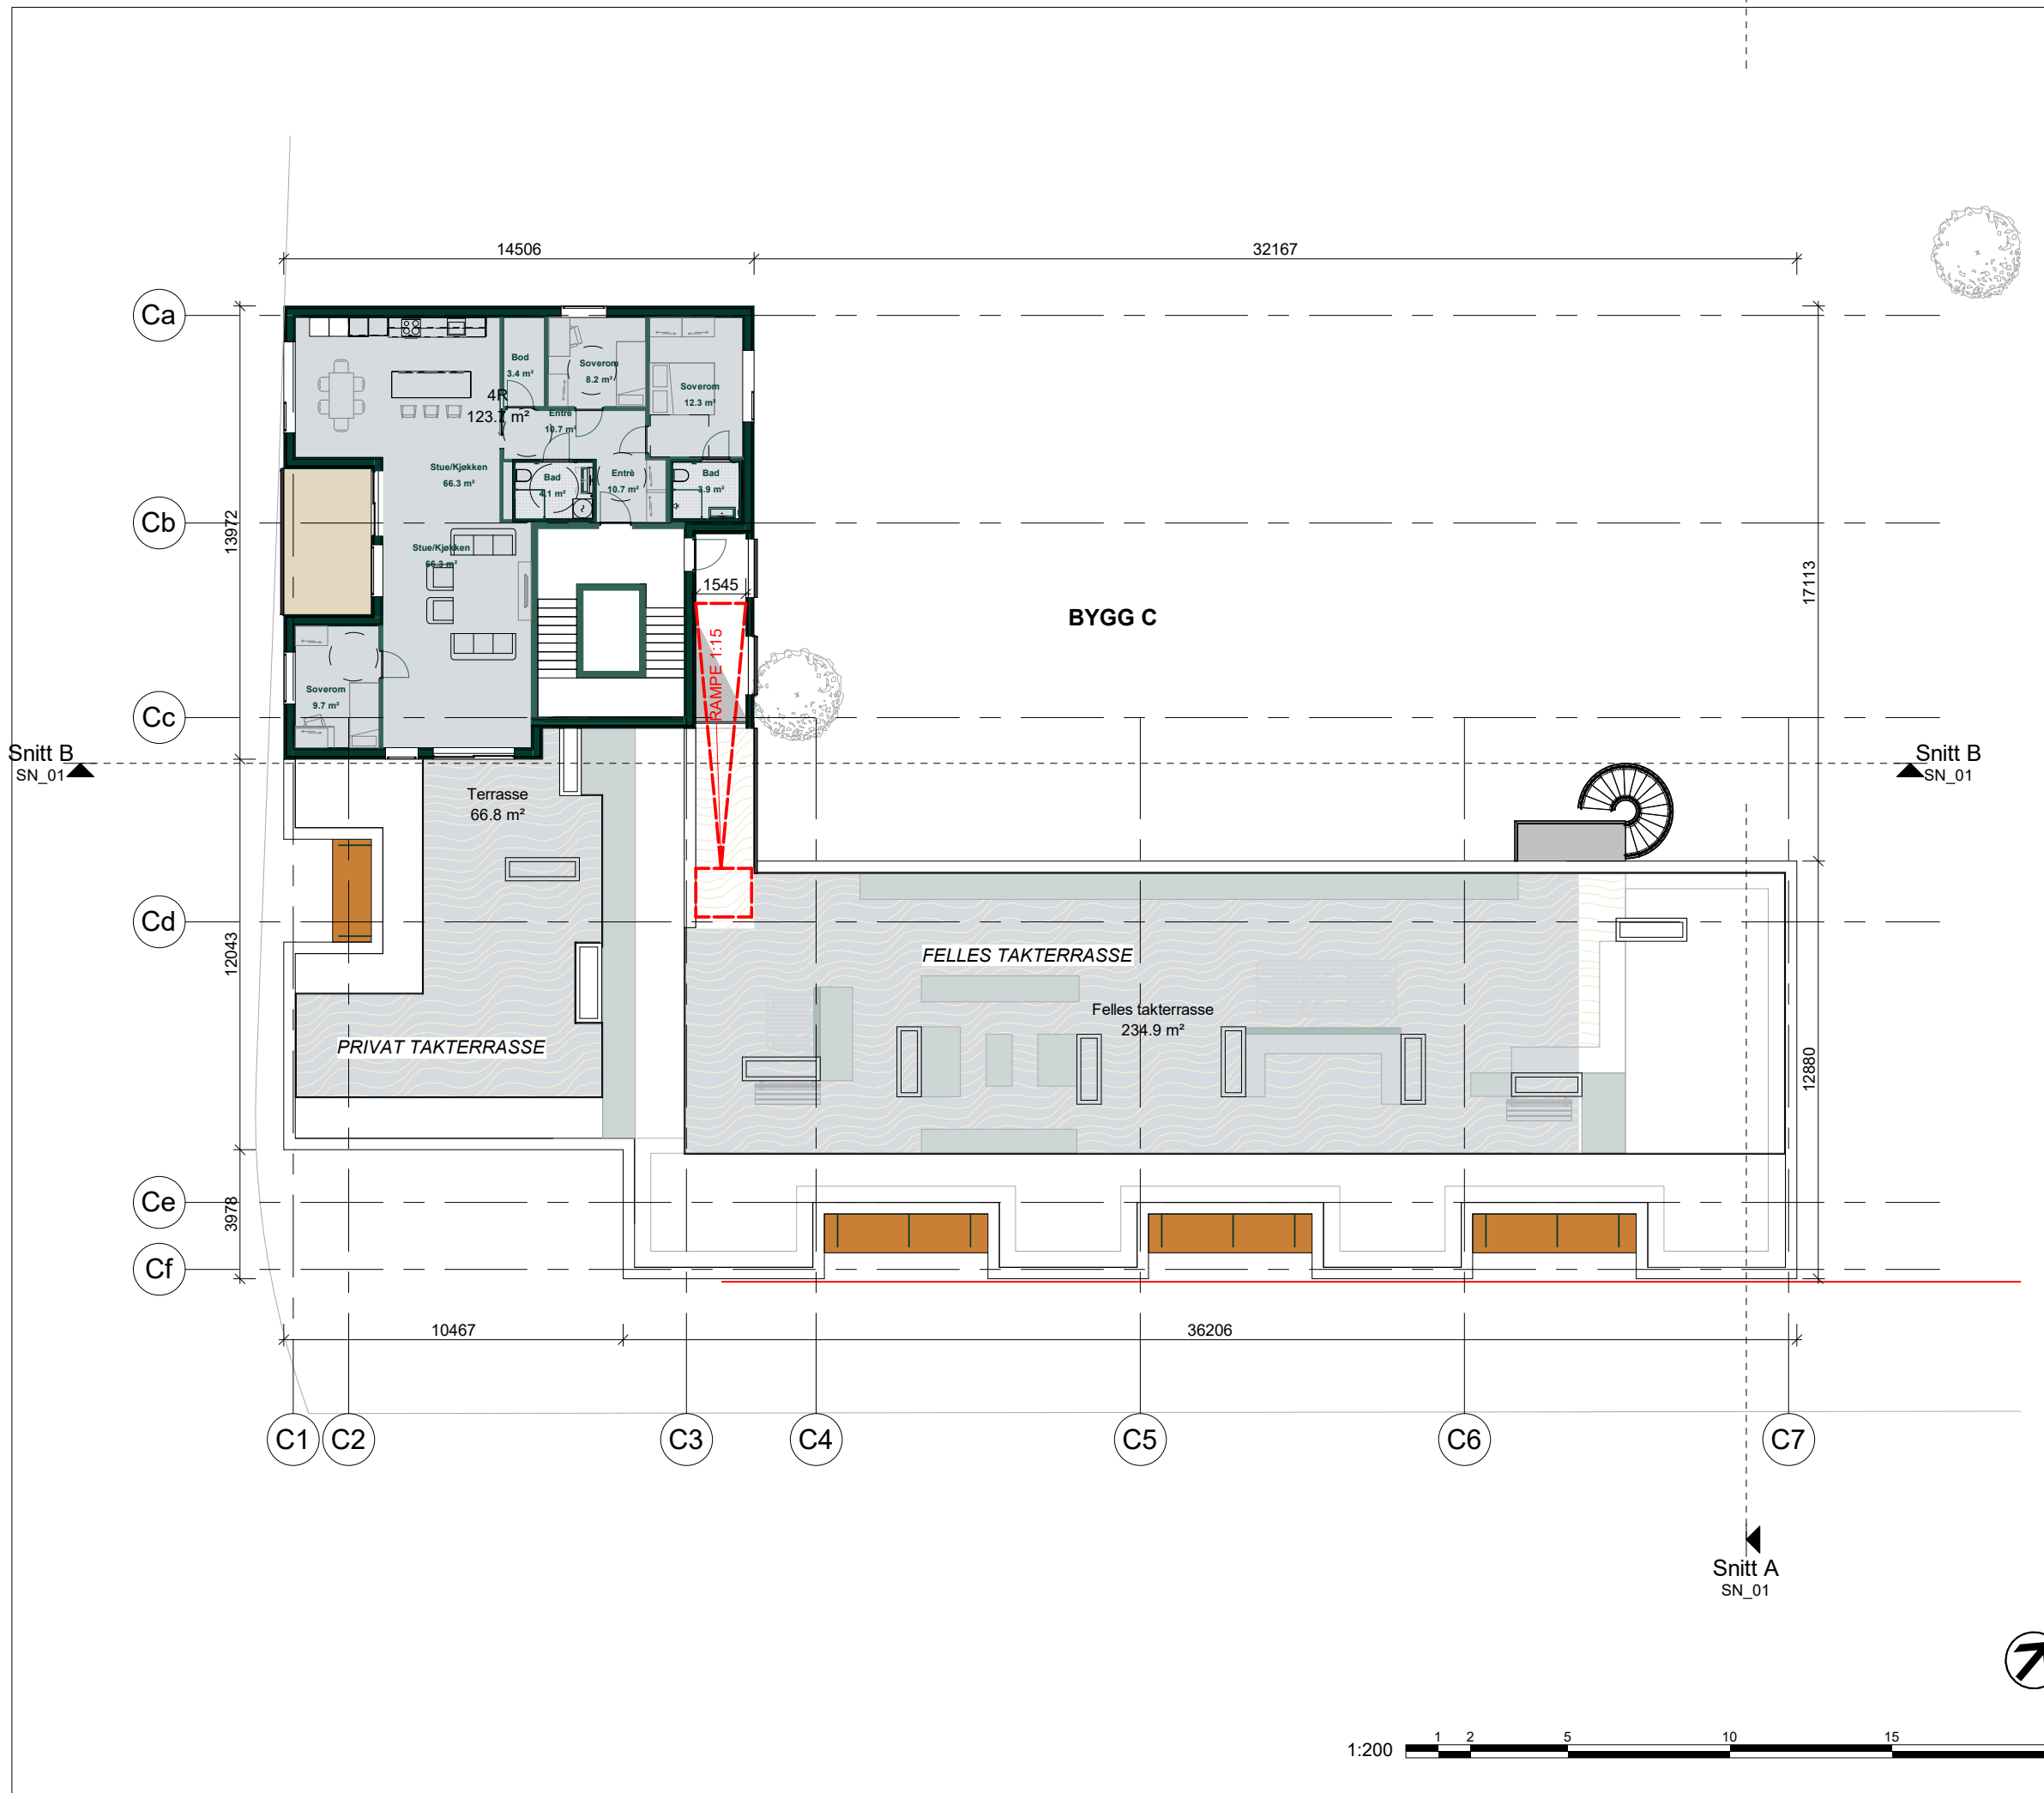 14506
32167
Ca
Bod
3.4 m²
Soverom
8.2 m²
Soverom
12.3 m²
4R
123.7 m²
Entrè
10.7 m²
Stue/Kjøkken
66.3 m²
Bad
4.1 m²
Entrè
10.7 m²
Bad
3.9 m²
Cb
13972
Stue/Kjøkken
66.3 m²
1545
17113
BYGG C
RAMPE 1:15
Soverom
9.7 m²
Cc
Snitt B
SN_01
Snitt B
SN_01
Terrasse
66.8 m²
Cd
12043
FELLES TAKTERRASSE
Felles takterrasse
234.9 m²
PRIVAT TAKTERRASSE
12880
Ce
3978
Cf
10467
36206
C1
C2
C3
C4
C5
C6
C7
Snitt A
SN_01
1:200
1
2
5
10
15